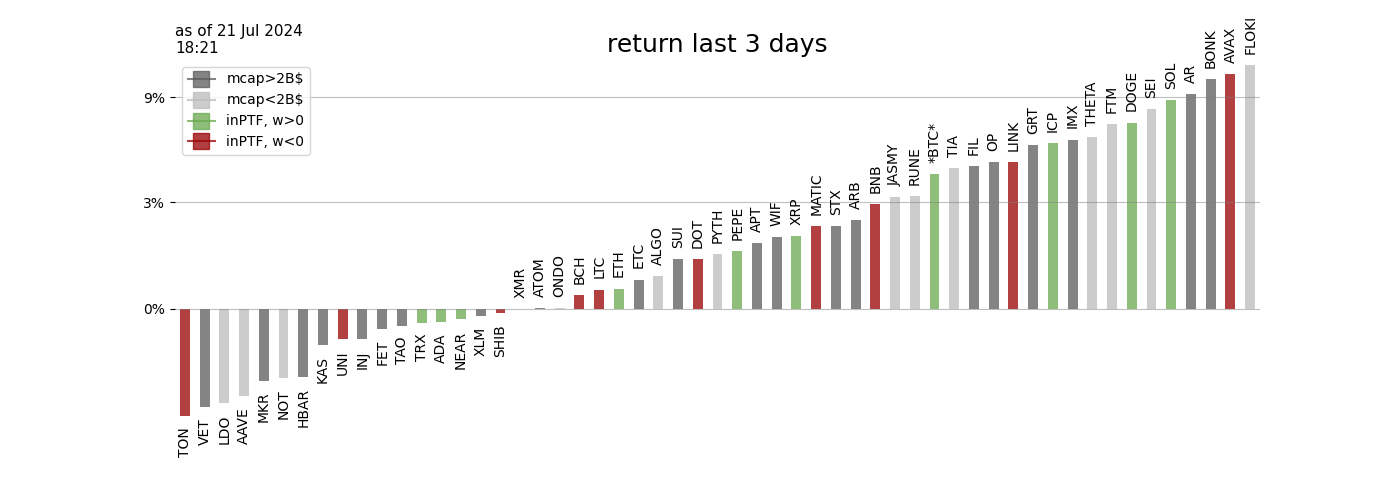 as of 21 Jul 2024
18:21
return last 3 days
mcap>2B$
mcap<2B$
inPTF, w>0
inPTF, w<0
9%
3%
0%
TON
VET
LDO
AAVE
MKR
NOT
HBAR
KAS
UNI
INJ
FET
TAO
TRX
ADA
NEAR
XLM
SHIB
XMR
ATOM
ONDO
BCH
LTC
ETH
ETC
ALGO
SUI
DOT
PYTH
PEPE
APT
WIF
XRP
MATIC
STX
ARB
BNB
JASMY
RUNE
*BTC*
TIA
FIL
OP
LINK
GRT
ICP
IMX
THETA
FTM
DOGE
SEI
SOL
AR
BONK
AVAX
FLOKI